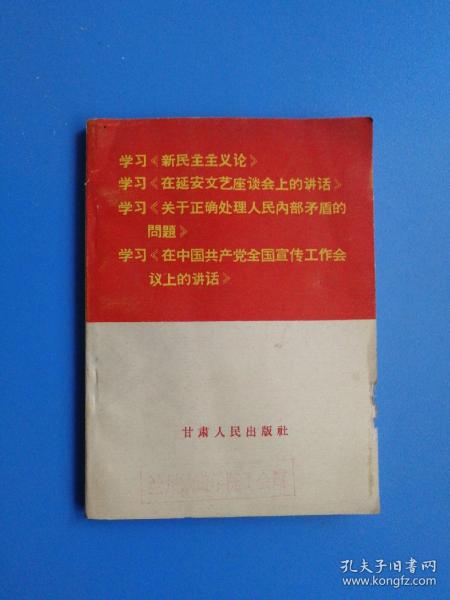 学习《新民主主义论》
学习《在延安文艺座谈会上的讲话》
学习《关于正确处理人民内部矛盾的
問題》
学习《在中国共产党全国宣传工作会
议上的讲话》
甘肃人民出版社
孔夫子旧书网
www.kongfz.com